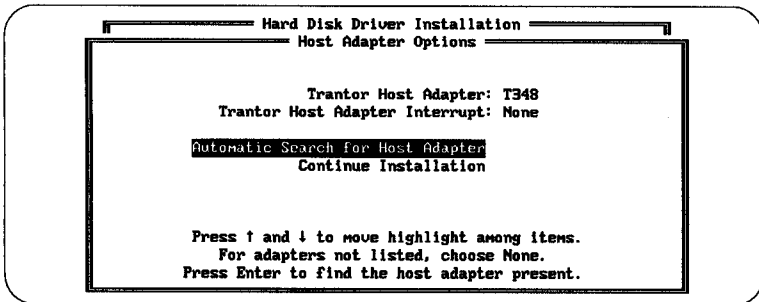 Hard Disk Driver Installation
Host Adapter Options
Trantor Host Adapter: T348
Trantor Host Adapter Interrupt: None
Automatic Search for Host Adapter
Continue Installation
Press ↑ and ↓ to move highlight among items.
For adapters not listed, choose None.
Press Enter to find the host adapter present.